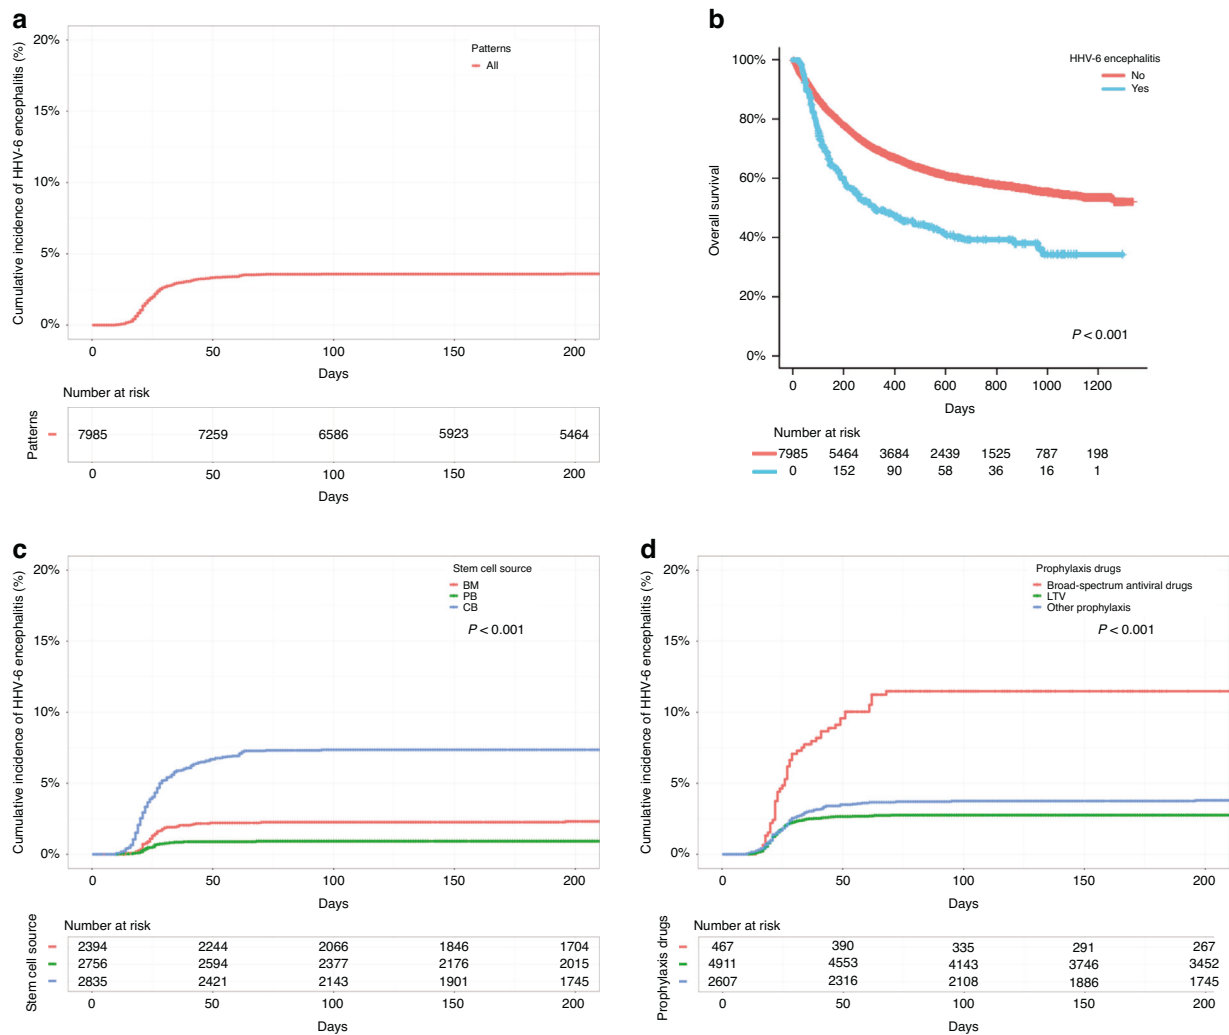 a
Cumulative incidence of HHV-6 encephalitis (%)
20%
15%
10%
5%
0%
Patterns
All
0 50 100 150 200
Days
Number at risk
Patterns
7985 7259 6586 5923 5464
0 50 100 150 200
Days
b
Overall survival
100%
80%
60%
40%
20%
0%
HHV-6 encephalitis
No
Yes
P < 0.001
0 200 400 600 800 1000 1200
Days
Number at risk
7985 5464 3684 2439 1525 787 198
0 152 90 58 36 16 1
c
Cumulative incidence of HHV-6 encephalitis (%)
20%
15%
10%
5%
0%
Stem cell source
BM
PB
CB
P < 0.001
0 50 100 150 200
Days
Number at risk
Stem cell source
2394 2244 2066 1846 1704
2756 2594 2377 2176 2015
2835 2421 2143 1901 1745
0 50 100 150 200
Days
d
Cumulative incidence of HHV-6 encephalitis (%)
20%
15%
10%
5%
0%
Prophylaxis drugs
Broad-spectrum antiviral drugs
LTV
Other prophylaxis
P < 0.001
0 50 100 150 200
Days
Number at risk
Prophylaxis drugs
467 390 335 291 267
4911 4553 4143 3746 3452
2607 2316 2108 1886 1745
0 50 100 150 200
Days